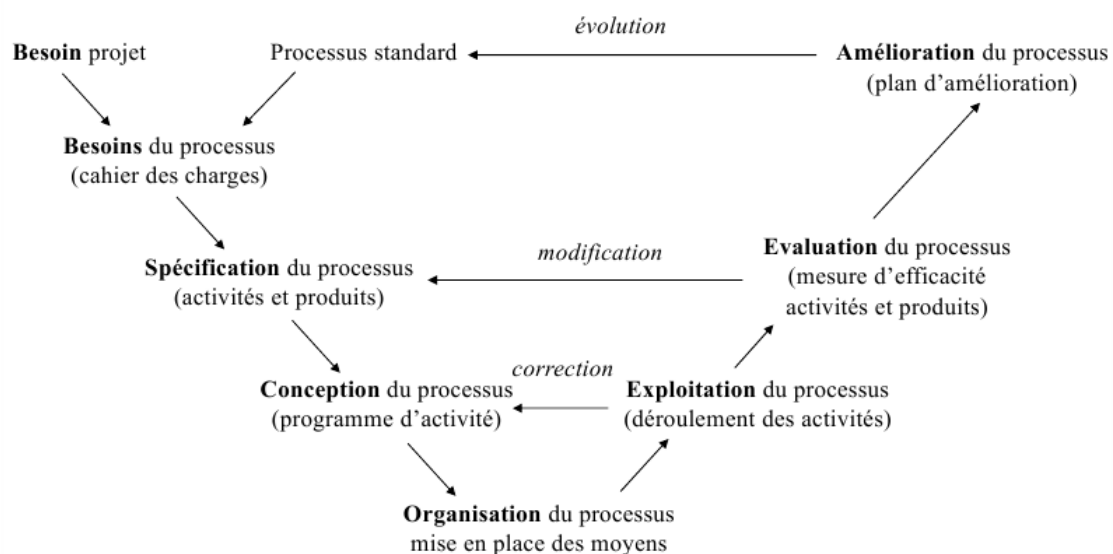 évolution
Besoin projet
Processus standard
Amélioration du processus
(plan d'amélioration)
Besoins du processus
(cahier des charges)
modification
Spécification du processus
(activités et produits)
Evaluation du processus
(mesure d'efficacité
activités et produits)
correction
Conception du processus
(programme d'activité)
Exploitation du processus
(déroulement des activités)
Organisation du processus
mise en place des moyens